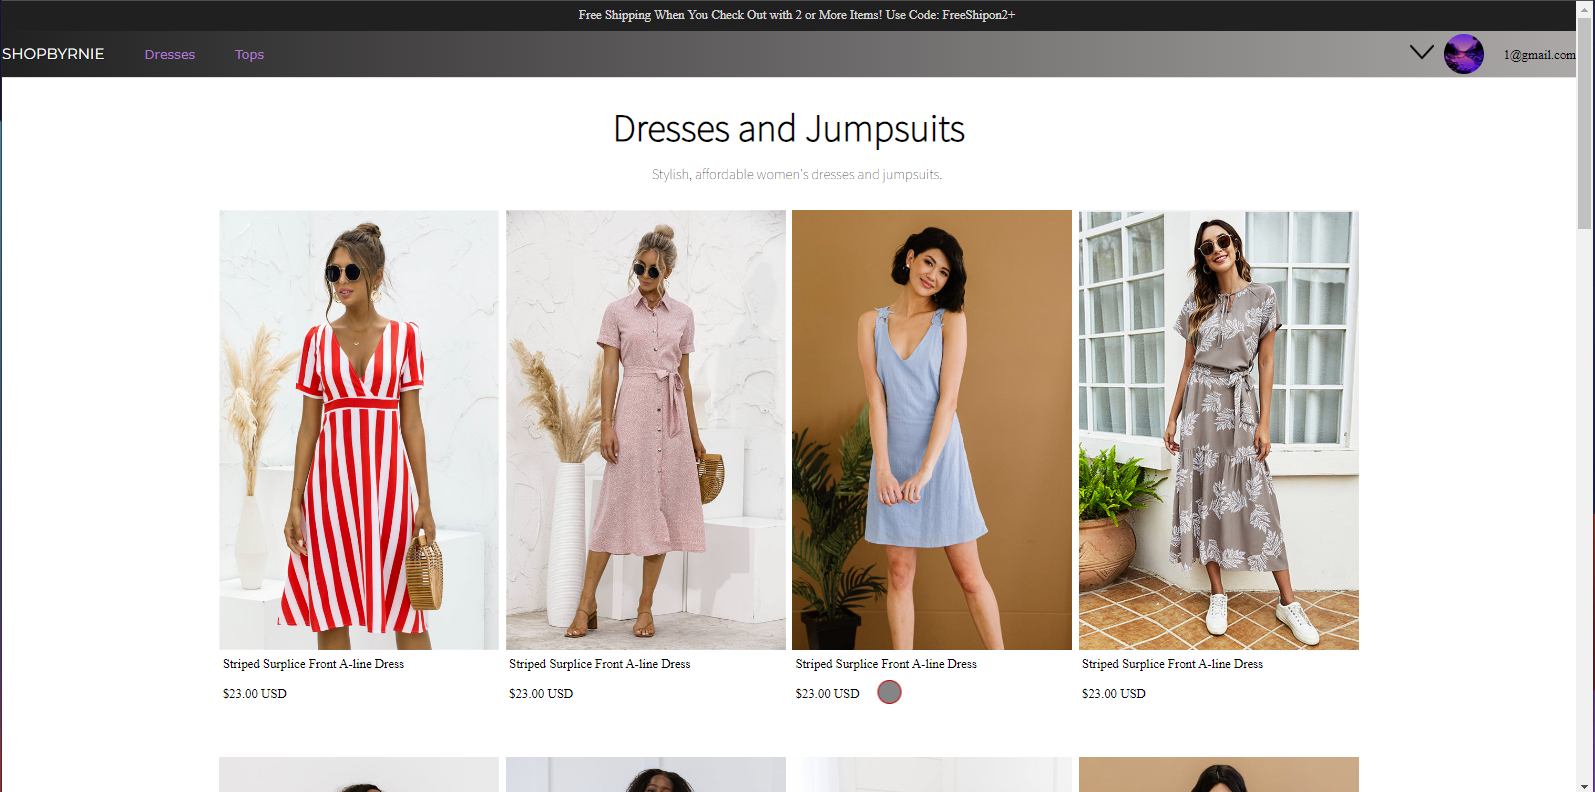 Free Shipping When You Check Out with 2 or More Items! Use Code: FreeShipon2+
SHOPBYRNIE Dresses Tops 1@gmail.com
Dresses and Jumpsuits
Stylish, affordable women's dresses and jumpsuits.
Striped Surplice Front A-line Dress Striped Surplice Front A-line Dress Striped Surplice Front A-line Dress Striped Surplice Front A-line Dress
$23.00 USD $23.00 USD $23.00 USD $23.00 USD